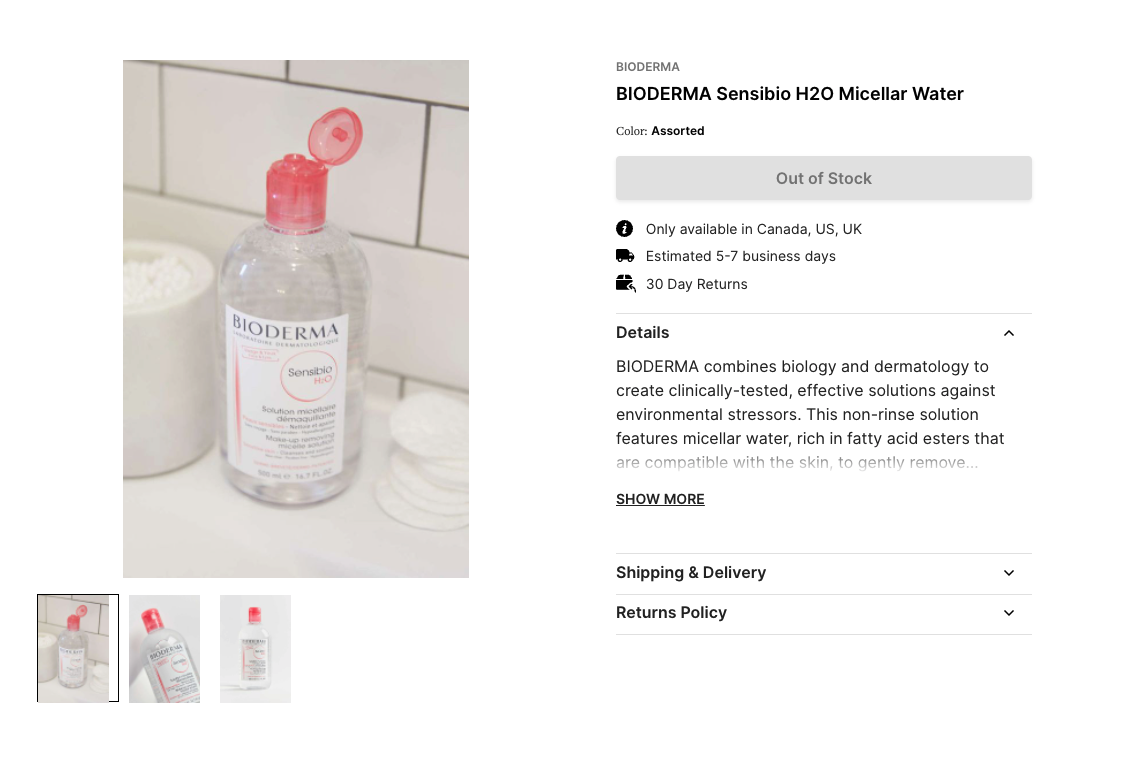 BIODERMA
BIODERMA Sensibio H2O Micellar Water
Color: Assorted
Out of Stock
Only available in Canada, US, UK
Estimated 5-7 business days
30 Day Returns
Details
BIODERMA combines biology and dermatology to
create clinically-tested, effective solutions against
environmental stressors. This non-rinse solution
features micellar water, rich in fatty acid esters that
are compatible with the skin, to gently remove...
SHOW MORE
Shipping & Delivery
Returns Policy
BIODERMA
LABORATOIRE DERMATOLOGIQUE
Sensibio
H₂O
Solution micellaire
démaquillante
Make-up removing
micelle solution
500 ml ℮ 16.7 FL.OZ.